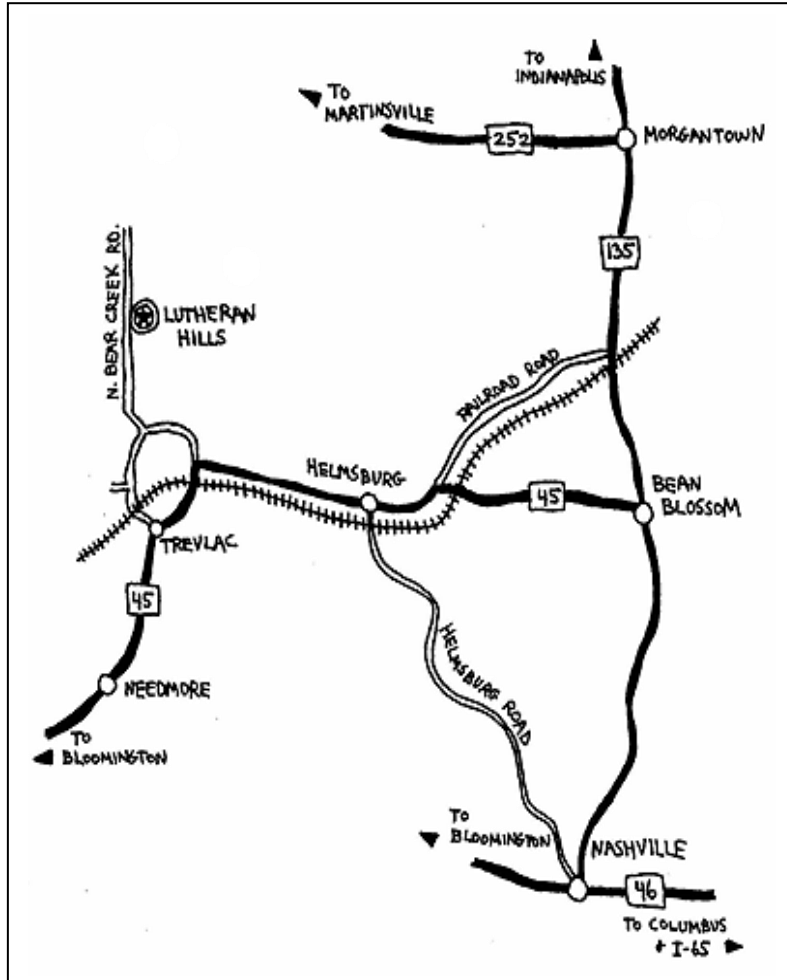 TO
INDIANAPOLIS
TO
MARTINSVILLE
252
MORGANTOWN
135
N. BEAR CREEK RD.
LUTHERAN
HILLS
RAILROAD ROAD
HELMSBURG
45
BEAN
BLOSSOM
TREVLAC
45
HELMSBURG ROAD
NEEDMORE
TO
BLOOMINGTON
TO
BLOOMINGTON
NASHVILLE
46
TO COLUMBUS
+ I-65